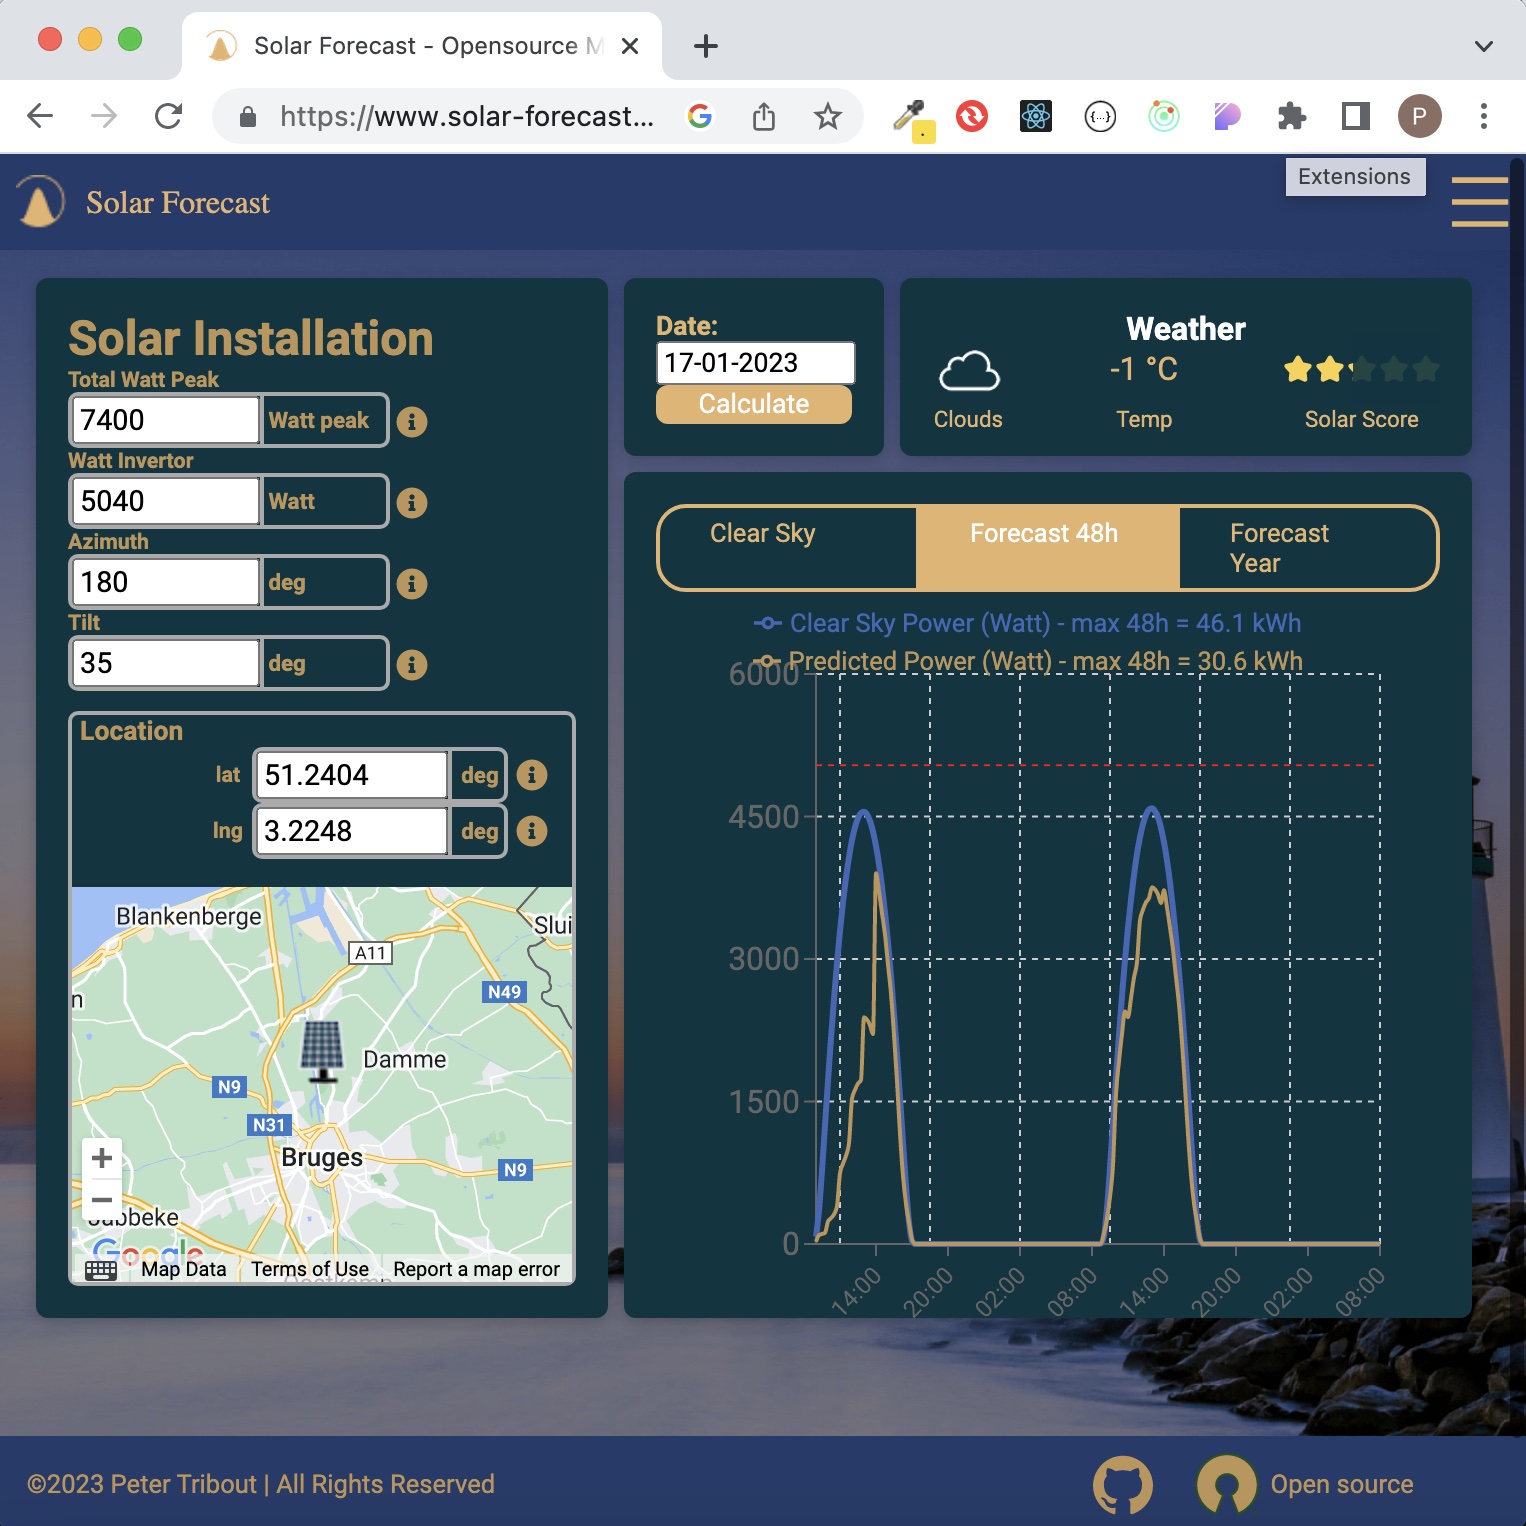 Solar Forecast - Opensource M
https://www.solar-forecast...
P
Extensions
Solar Forecast
Solar Installation
Total Watt Peak
7400 Watt peak
Watt Invertor
5040 Watt
Azimuth
180 deg
Tilt
35 deg
Location
lat 51.2404 deg
lng 3.2248 deg
Blankenberge
Slui
A11
n
N49
Damme
N9
N31
Bruges
N9
Jabbeke
Google
Map Data Terms of Use Report a map error
Date:
17-01-2023
Calculate
Weather
-1 °C
Clouds Temp Solar Score
Clear Sky Forecast 48h Forecast
Year
Clear Sky Power (Watt) - max 48h = 46.1 kWh
Predicted Power (Watt) - max 48h = 30.6 kWh
6000
4500
3000
1500
0
14:00 20:00 02:00 08:00 14:00 20:00 02:00 08:00
©2023 Peter Tribout | All Rights Reserved
Open source